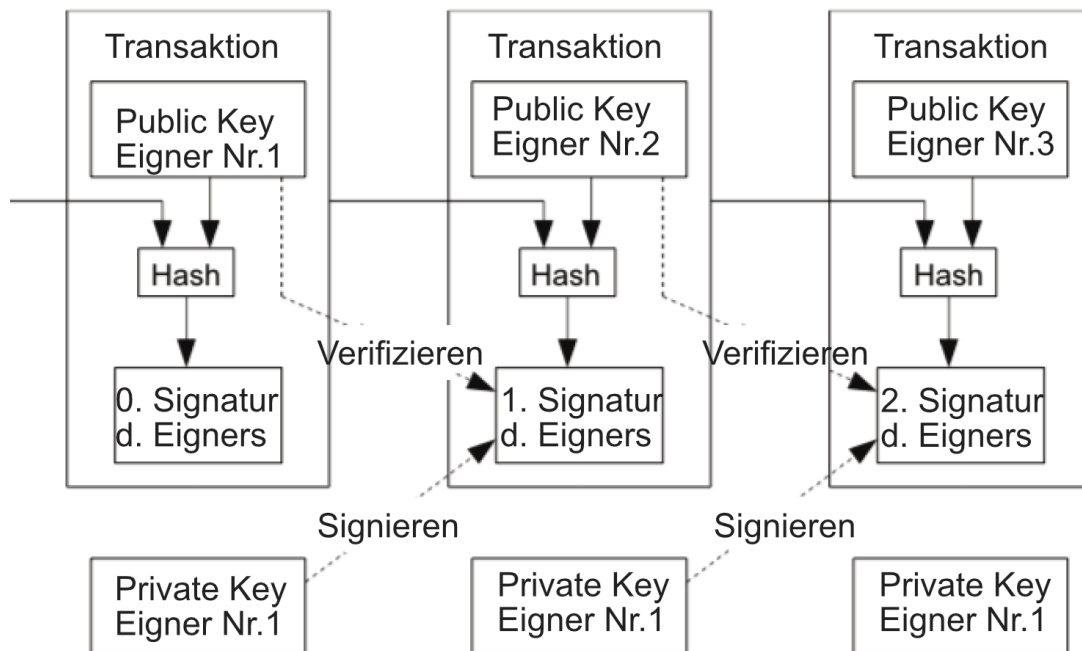 Transaktion
Public Key
Eigner Nr.1
Hash
0. Signatur
d. Eigners
Transaktion
Public Key
Eigner Nr.2
Hash
1. Signatur
d. Eigners
Transaktion
Public Key
Eigner Nr.3
Hash
2. Signatur
d. Eigners
Verifizieren
Verifizieren
Signieren
Signieren
Private Key
Eigner Nr.1
Private Key
Eigner Nr.1
Private Key
Eigner Nr.1